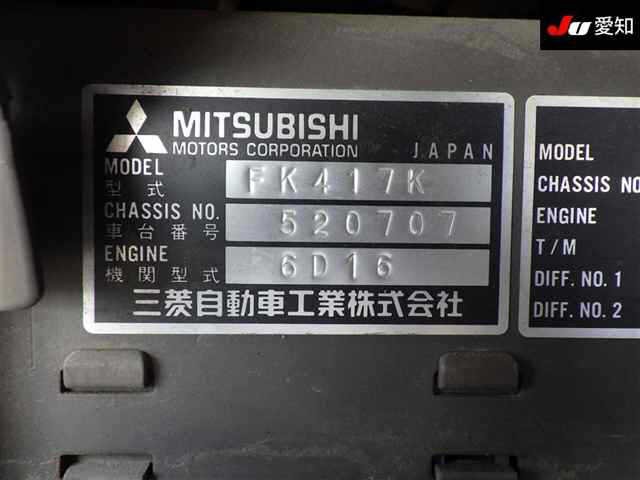 JU 愛知
MITSUBISHI
MOTORS CORPORATION JAPAN
MODEL
型式 FK417K
CHASSIS NO.
車台番号 520707
ENGINE
機関型式 6D16
三菱自動車工業株式会社
MODEL
CHASSIS NO
ENGINE
T/M
DIFF. NO. 1
DIFF. NO. 2